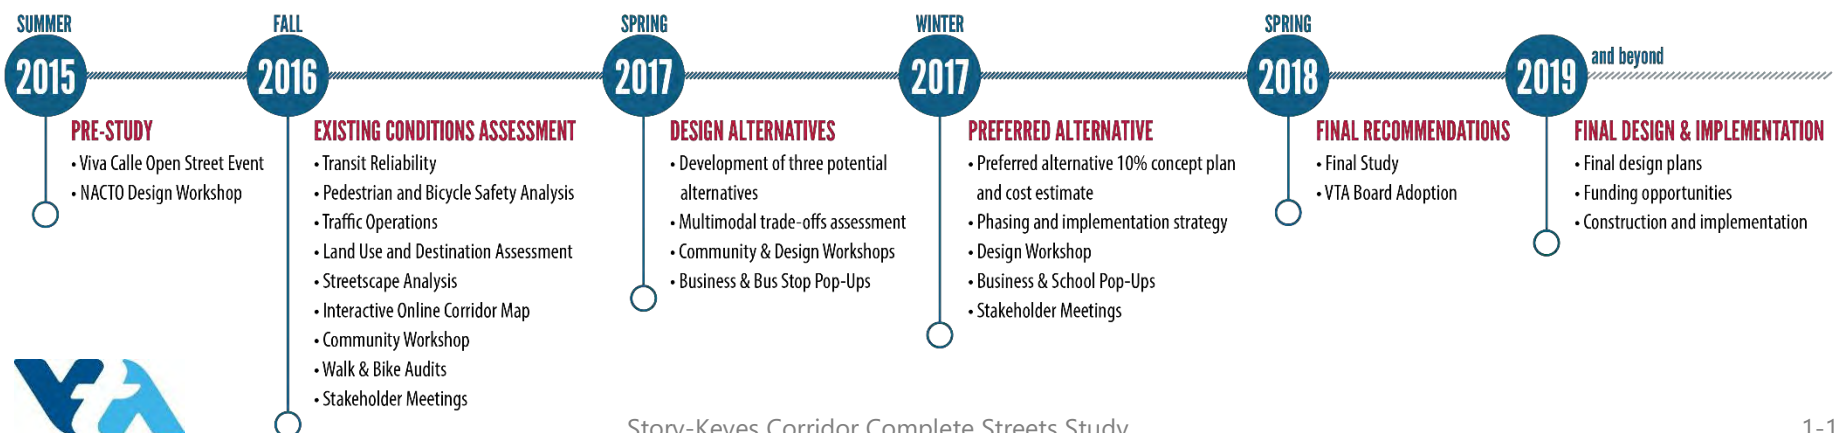 SUMMER
2015
PRE-STUDY
• Viva Calle Open Street Event
• NACTO Design Workshop
FALL
2016
EXISTING CONDITIONS ASSESSMENT
• Transit Reliability
• Pedestrian and Bicycle Safety Analysis
• Traffic Operations
• Land Use and Destination Assessment
• Streetscape Analysis
• Interactive Online Corridor Map
• Community Workshop
• Walk & Bike Audits
• Stakeholder Meetings
SPRING
2017
DESIGN ALTERNATIVES
• Development of three potential
alternatives
• Multimodal trade-offs assessment
• Community & Design Workshops
• Business & Bus Stop Pop-Ups
WINTER
2017
PREFERRED ALTERNATIVE
• Preferred alternative 10% concept plan
and cost estimate
• Phasing and implementation strategy
• Design Workshop
• Business & School Pop-Ups
• Stakeholder Meetings
SPRING
2018
FINAL RECOMMENDATIONS
• Final Study
• VTA Board Adoption
2019
and beyond
FINAL DESIGN & IMPLEMENTATION
• Final design plans
• Funding opportunities
• Construction and implementation
VTA
Story-Keyes Corridor Complete Streets Study
1-1